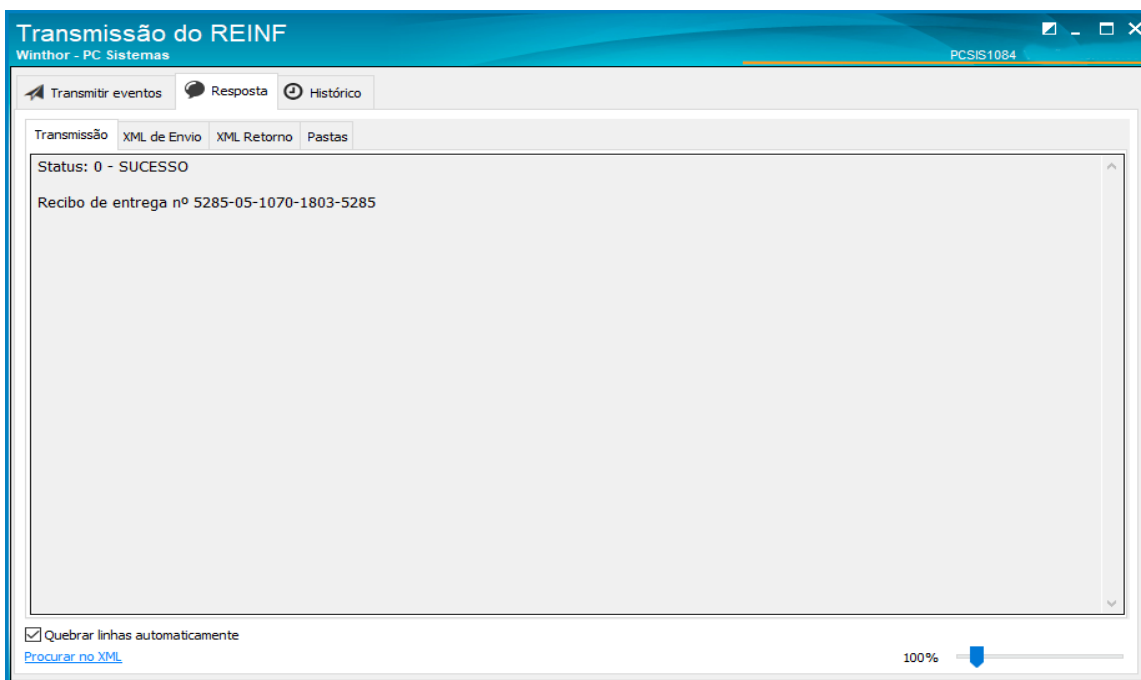 Transmissão do REINF
Winthor - PC Sistemas
PCSIS1084
Transmitir eventos Resposta Histórico
Transmissão XML de Envio XML Retorno Pastas
Status: 0 - SUCESSO
Recibo de entrega nº 5285-05-1070-1803-5285
Quebrar linhas automaticamente
Procurar no XML
100%